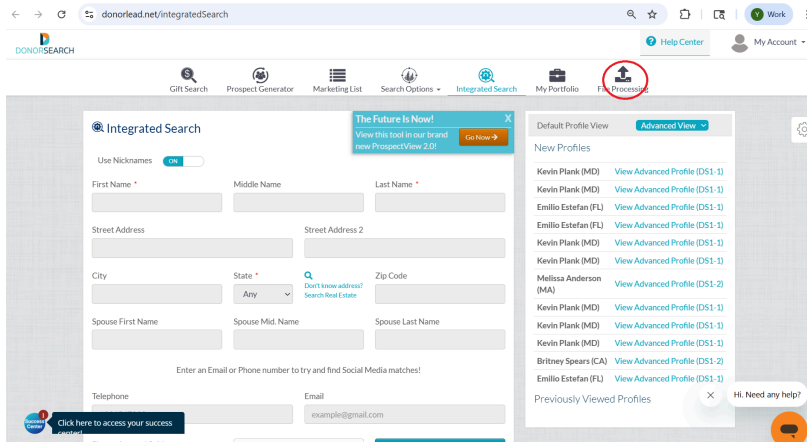 donorlead.net/integratedSearch
Work
DONORSEARCH
Help Center
My Account
Gift Search
Prospect Generator
Marketing List
Search Options
Integrated Search
My Portfolio
File Processing
Integrated Search
The Future Is Now!
X
View this tool in our brand
new ProspectView 2.0!
Go Now
Use Nicknames
ON
First Name *
Middle Name
Last Name *
Street Address
Street Address 2
City
State *
Any
Don't know address?
Search Real Estate
Zip Code
Spouse First Name
Spouse Mid. Name
Spouse Last Name
Enter an Email or Phone number to try and find Social Media matches!
Telephone
Email
example@gmail.com
Default Profile View
Advanced View
New Profiles
Kevin Plank (MD) View Advanced Profile (DS1-1)
Kevin Plank (MD) View Advanced Profile (DS1-1)
Emilio Estefan (FL) View Advanced Profile (DS1-1)
Emilio Estefan (FL) View Advanced Profile (DS1-1)
Kevin Plank (MD) View Advanced Profile (DS1-1)
Kevin Plank (MD) View Advanced Profile (DS1-1)
Melissa Anderson
(MA) View Advanced Profile (DS1-2)
Kevin Plank (MD) View Advanced Profile (DS1-1)
Kevin Plank (MD) View Advanced Profile (DS1-1)
Kevin Plank (MD) View Advanced Profile (DS1-1)
Britney Spears (CA) View Advanced Profile (DS1-2)
Emilio Estefan (FL) View Advanced Profile (DS1-1)
Previously Viewed Profiles
Hi. Need any help?
Success
Center
1
Click here to access your success
center!